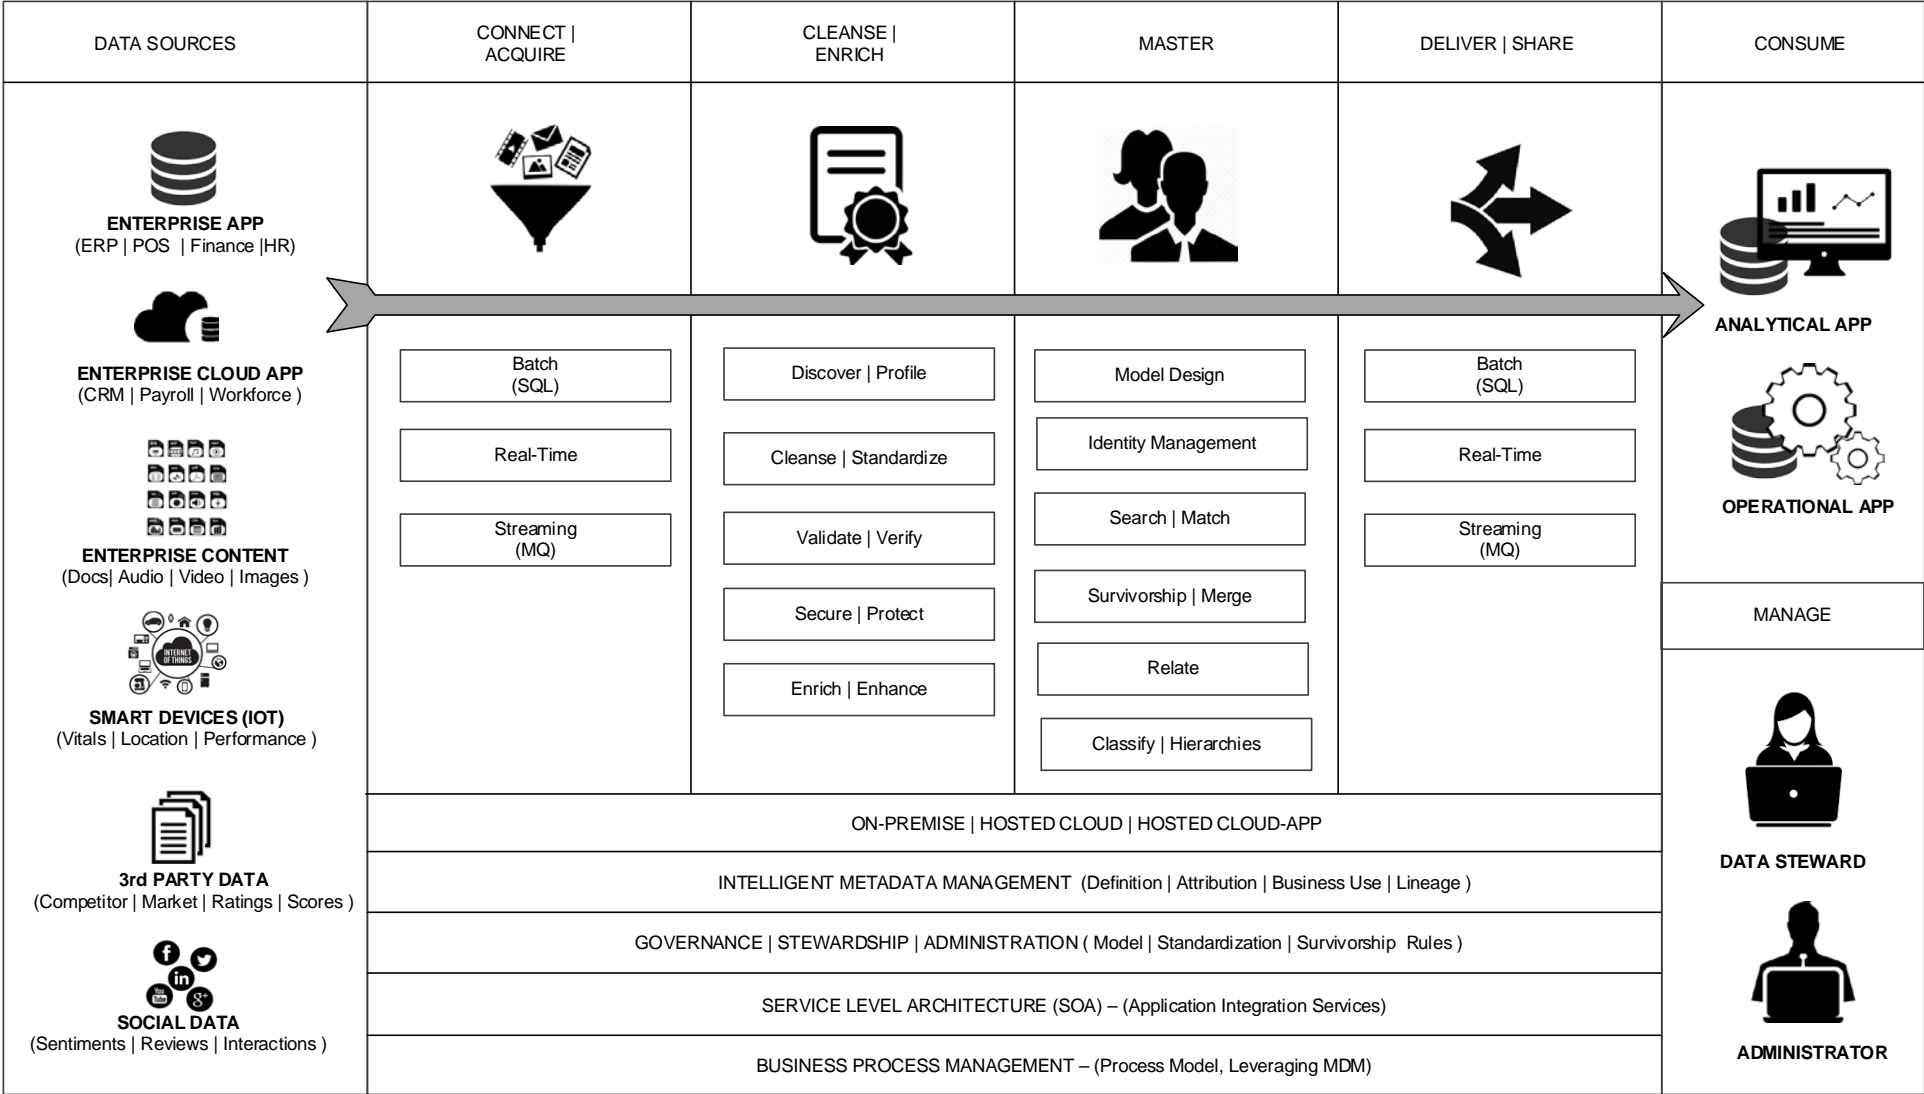 DATA SOURCES
CONNECT |
ACQUIRE
CLEANSE |
ENRICH
MASTER
DELIVER | SHARE
CONSUME
ENTERPRISE APP
(ERP | POS | Finance |HR)
ENTERPRISE CLOUD APP
(CRM | Payroll | Workforce )
ENTERPRISE CONTENT
(Docs| Audio | Video | Images )
INTERNET
OF THINGS
SMART DEVICES (IOT)
(Vitals | Location | Performance )
3rd PARTY DATA
(Competitor | Market | Ratings | Scores )
f
in
You
Tube
g+
SOCIAL DATA
(Sentiments | Reviews | Interactions )
Batch
(SQL)
Real-Time
Streaming
(MQ)
Discover | Profile
Cleanse | Standardize
Validate | Verify
Secure | Protect
Enrich | Enhance
Model Design
Identity Management
Search | Match
Survivorship | Merge
Relate
Classify | Hierarchies
Batch
(SQL)
Real-Time
Streaming
(MQ)
ANALYTICAL APP
OPERATIONAL APP
MANAGE
DATA STEWARD
ADMINISTRATOR
ON-PREMISE | HOSTED CLOUD | HOSTED CLOUD-APP
INTELLIGENT METADATA MANAGEMENT (Definition | Attribution | Business Use | Lineage )
GOVERNANCE | STEWARDSHIP | ADMINISTRATION ( Model | Standardization | Survivorship Rules )
SERVICE LEVEL ARCHITECTURE (SOA) – (Application Integration Services)
BUSINESS PROCESS MANAGEMENT – (Process Model, Leveraging MDM)